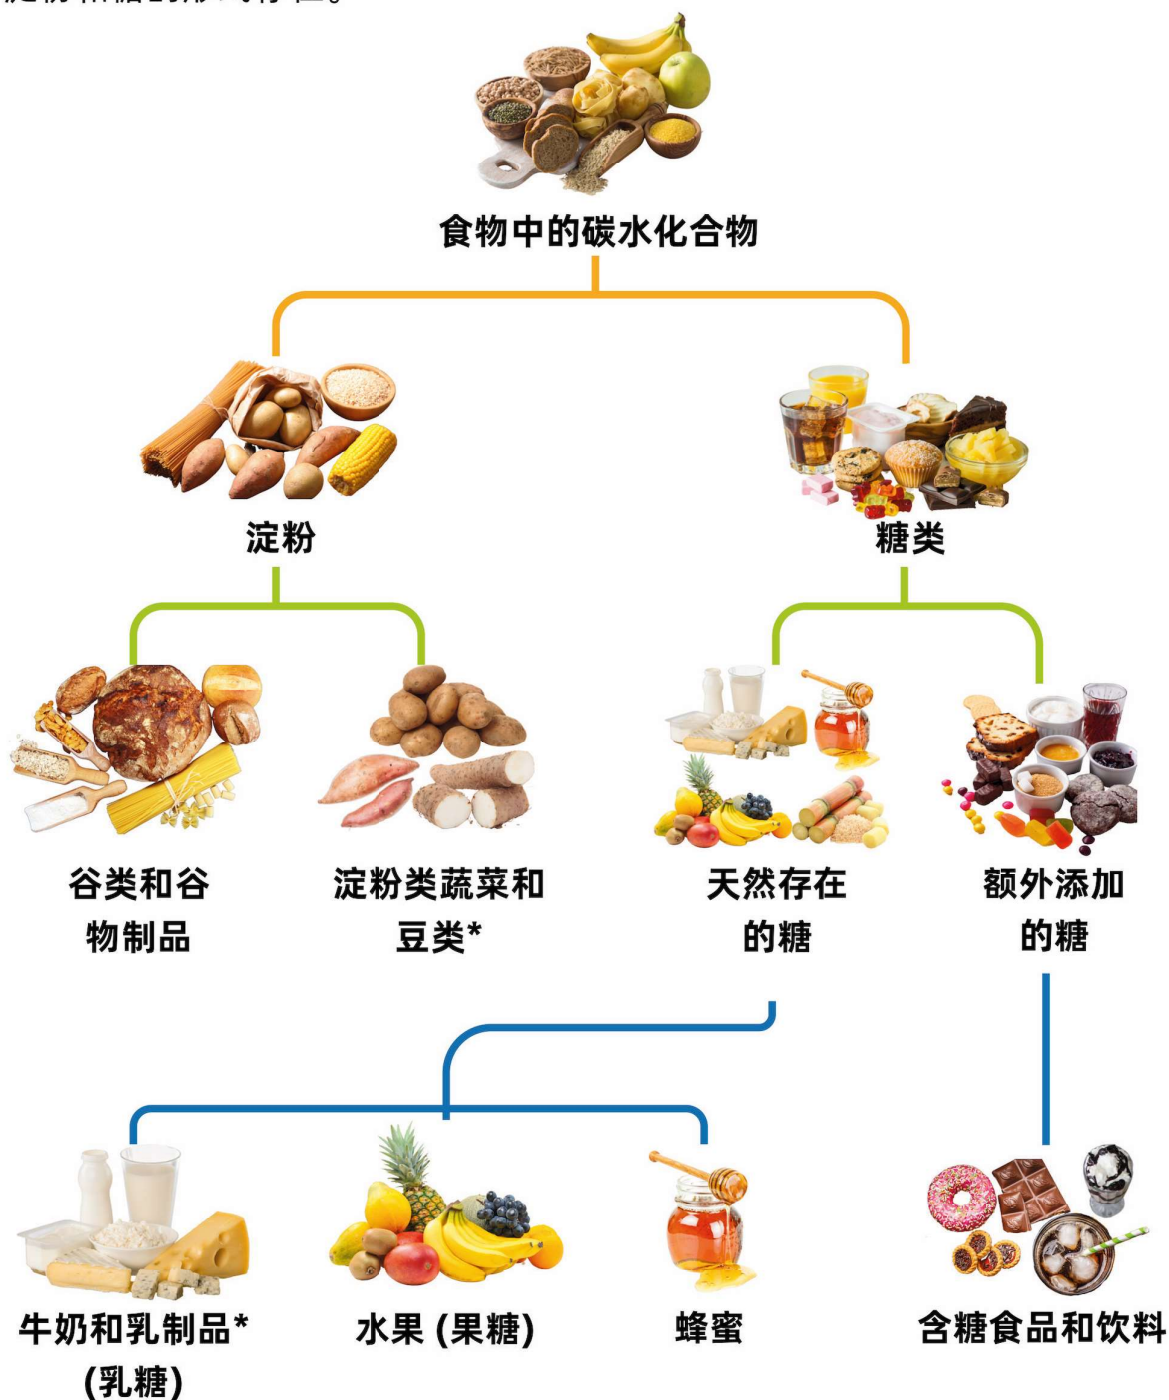 食物中的碳水化合物
淀粉
糖类
谷类和谷
物制品
淀粉类蔬菜和
豆类*
天然存在
的糖
额外添加
的糖
牛奶和乳制品*
(乳糖)
水果 (果糖)
蜂蜜
含糖食品和饮料